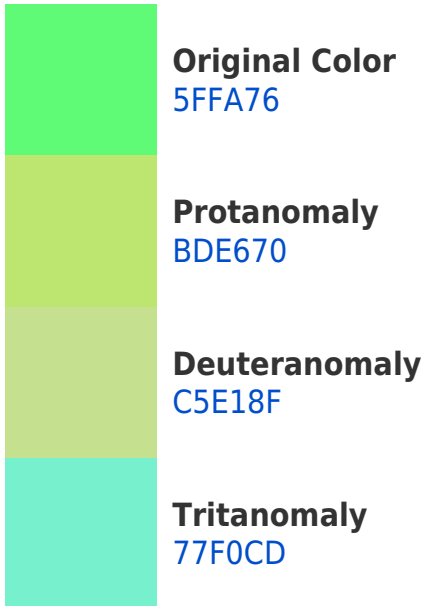 Original Color
5FFA76
Protanomaly
BDE670
Deuteranomaly
C5E18F
Tritanomaly
77F0CD